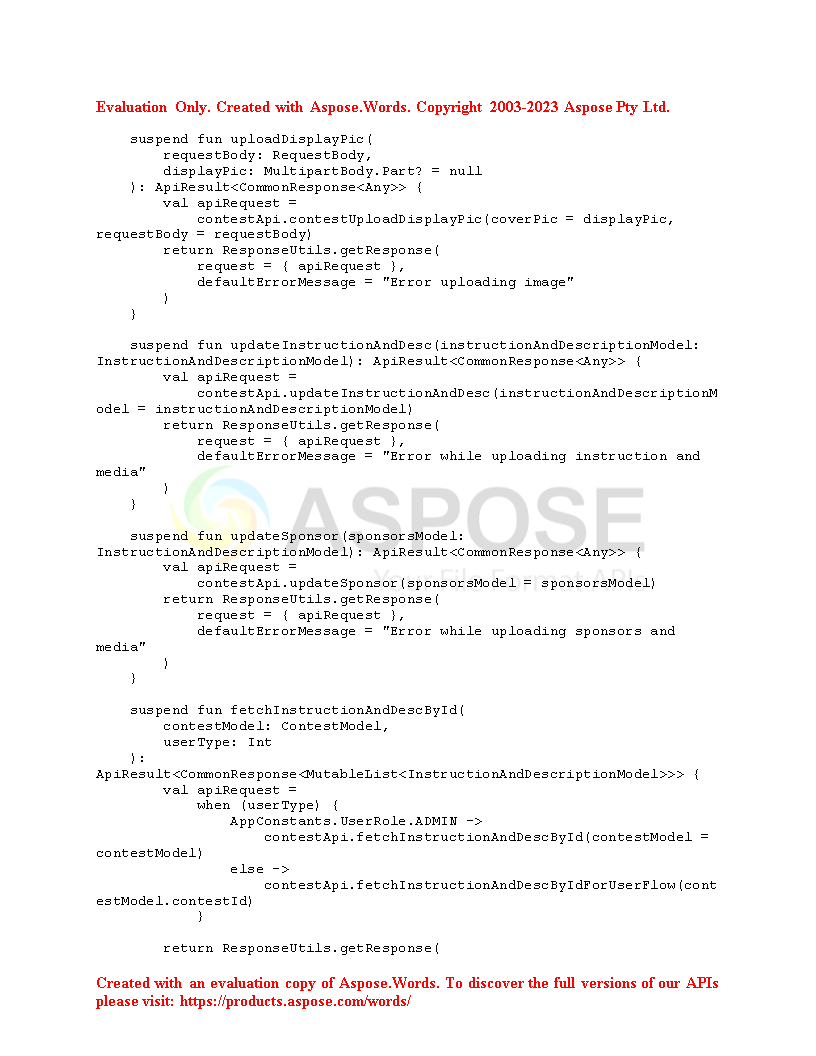 Evaluation Only. Created with Aspose.Words. Copyright 2003-2023 Aspose Pty Ltd.
    suspend fun uploadDisplayPic(
        requestBody: RequestBody,
        displayPic: MultipartBody.Part? = null
    ): ApiResult<CommonResponse<Any>> {
        val apiRequest =
            contestApi.contestUploadDisplayPic(coverPic = displayPic,
requestBody = requestBody)
        return ResponseUtils.getResponse(
            request = { apiRequest },
            defaultErrorMessage = "Error uploading image"
        )
    }
    suspend fun updateInstructionAndDesc(instructionAndDescriptionModel:
InstructionAndDescriptionModel): ApiResult<CommonResponse<Any>> {
        val apiRequest =
            contestApi.updateInstructionAndDesc(instructionAndDescriptionM
odel = instructionAndDescriptionModel)
        return ResponseUtils.getResponse(
            request = { apiRequest },
            defaultErrorMessage = "Error while uploading instruction and
media"
        )
    }
ASPOSE
Your File Format APIs
    suspend fun updateSponsor(sponsorsModel:
InstructionAndDescriptionModel): ApiResult<CommonResponse<Any>> {
        val apiRequest =
            contestApi.updateSponsor(sponsorsModel = sponsorsModel)
        return ResponseUtils.getResponse(
            request = { apiRequest },
            defaultErrorMessage = "Error while uploading sponsors and
media"
        )
    }
    suspend fun fetchInstructionAndDescById(
        contestModel: ContestModel,
        userType: Int
    ):
ApiResult<CommonResponse<MutableList<InstructionAndDescriptionModel>>> {
        val apiRequest =
            when (userType) {
                AppConstants.UserRole.ADMIN ->
                    contestApi.fetchInstructionAndDescById(contestModel =
contestModel)
                else ->
                    contestApi.fetchInstructionAndDescByIdForUserFlow(cont
estModel.contestId)
            }
        return ResponseUtils.getResponse(
Created with an evaluation copy of Aspose.Words. To discover the full versions of our APIs
please visit: https://products.aspose.com/words/